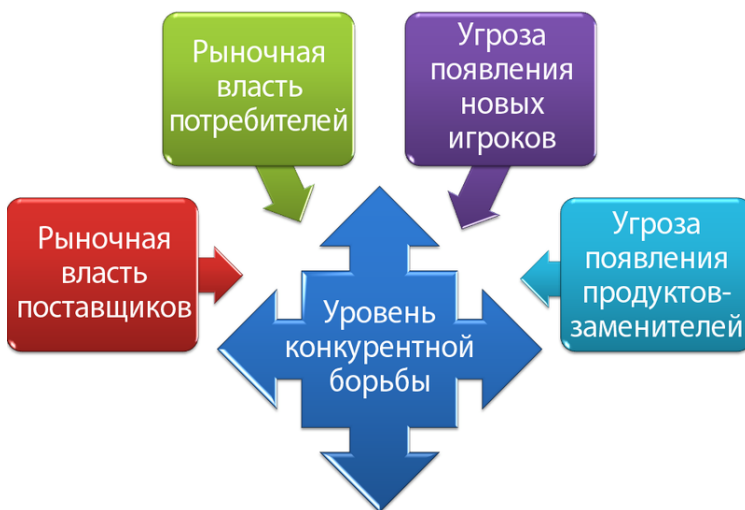 Рыночная
власть
потребителей
Угроза
появления
новых
игроков
Рыночная
власть
поставщиков
Угроза
появления
продуктов-
заменителей
Уровень
конкурентной
борьбы